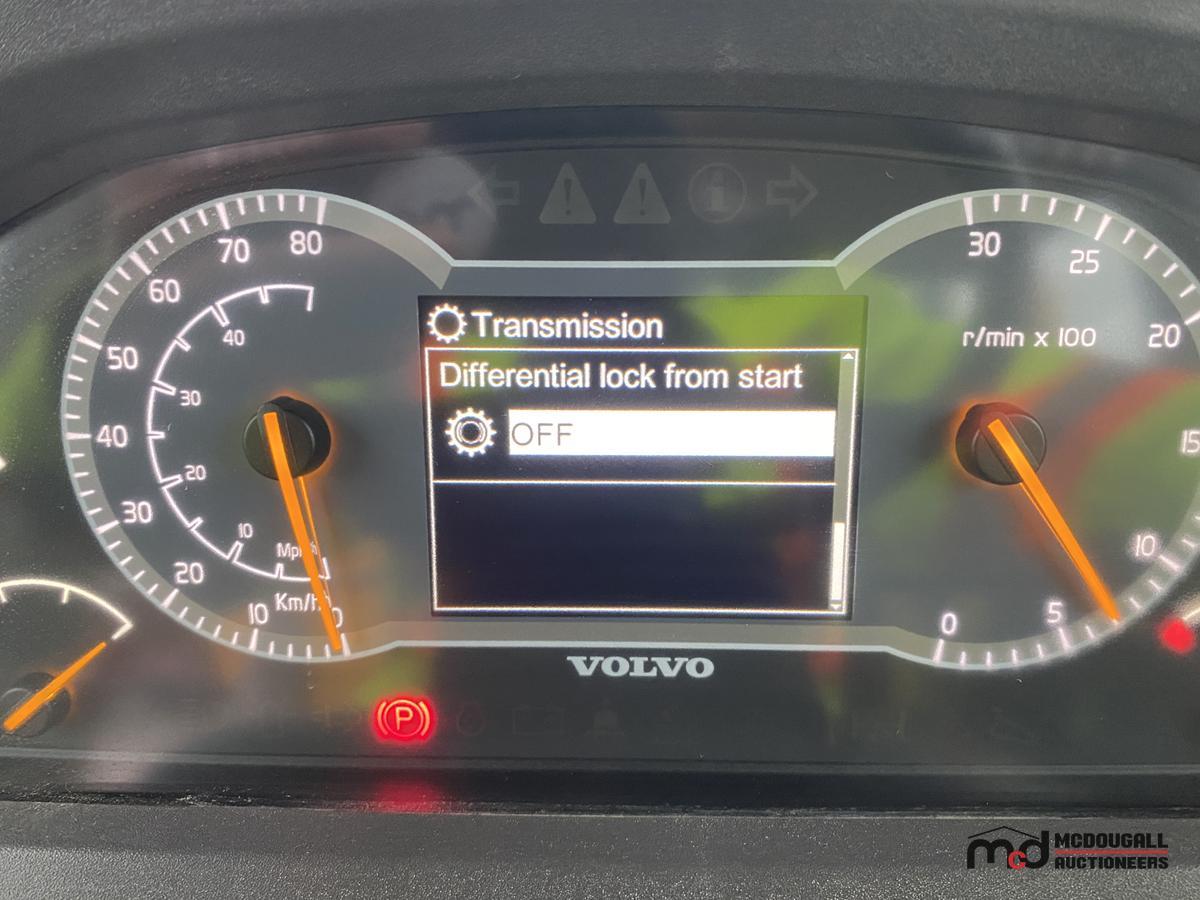 80
70
60
50
40
30
20
10
Km/h
40
30
20
10
Transmission
Differential lock from start
OFF
30
25
20
15
10
5
0
r/min x 100
VOLVO
P
mcd MCDOUGALL
AUCTIONEERS